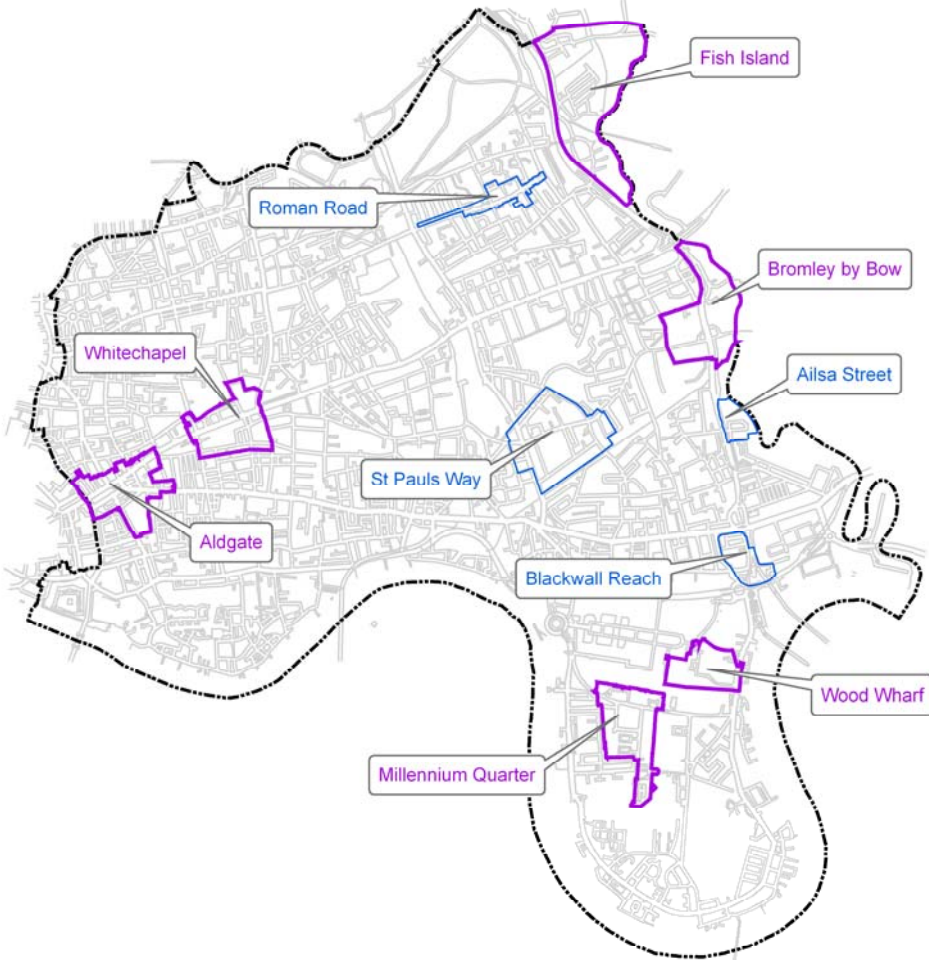 Fish Island
Roman Road
Bromley by Bow
Whitechapel
Ailsa Street
St Pauls Way
Aldgate
Blackwall Reach
Wood Wharf
Millennium Quarter